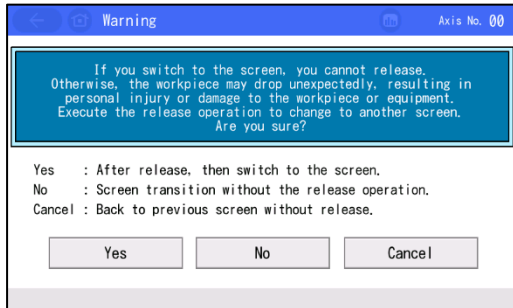 Warning Axis No. 00
If you switch to the screen, you cannot release.
Otherwise, the workpiece may drop unexpectedly, resulting in
personal injury or damage to the workpiece or equipment.
Execute the release operation to change to another screen.
Are you sure?
Yes : After release, then switch to the screen.
No : Screen transition without the release operation.
Cancel : Back to previous screen without release.
Yes No Cancel